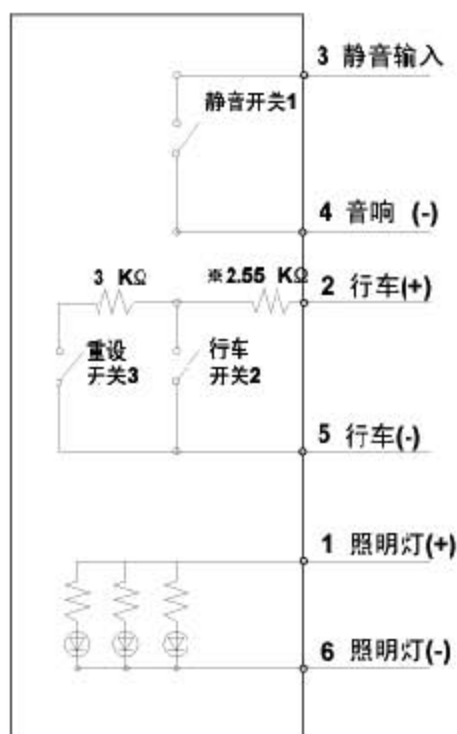 3 静音输入
静音开关1
4 音响 (-)
3 KΩ
※2.55 KΩ
2 行车(+)
重设
开关3
行车
开关2
5 行车(-)
1 照明灯(+)
6 照明灯(-)